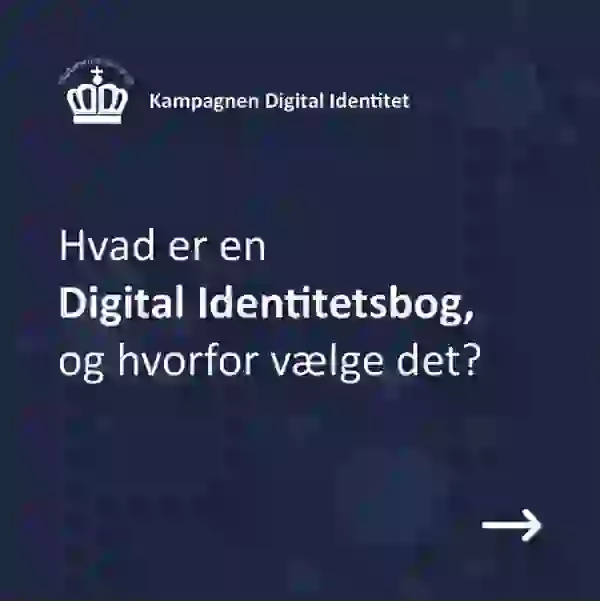 Kampagnen Digital Identitet
Hvad er en
Digital Identitetsbog,
og hvorfor vælge det?